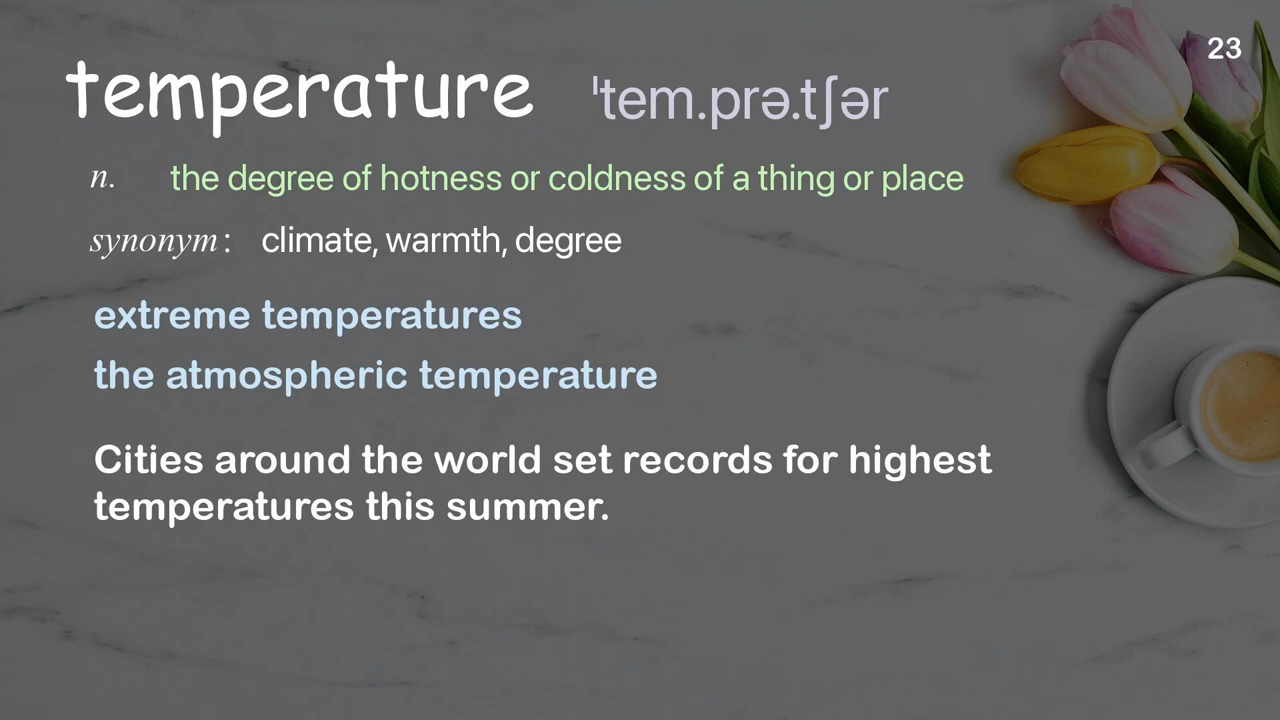 23
temperature ˈtem.prə.tʃər
n. the degree of hotness or coldness of a thing or place
synonym: climate, warmth, degree
extreme temperatures
the atmospheric temperature
Cities around the world set records for highest
temperatures this summer.